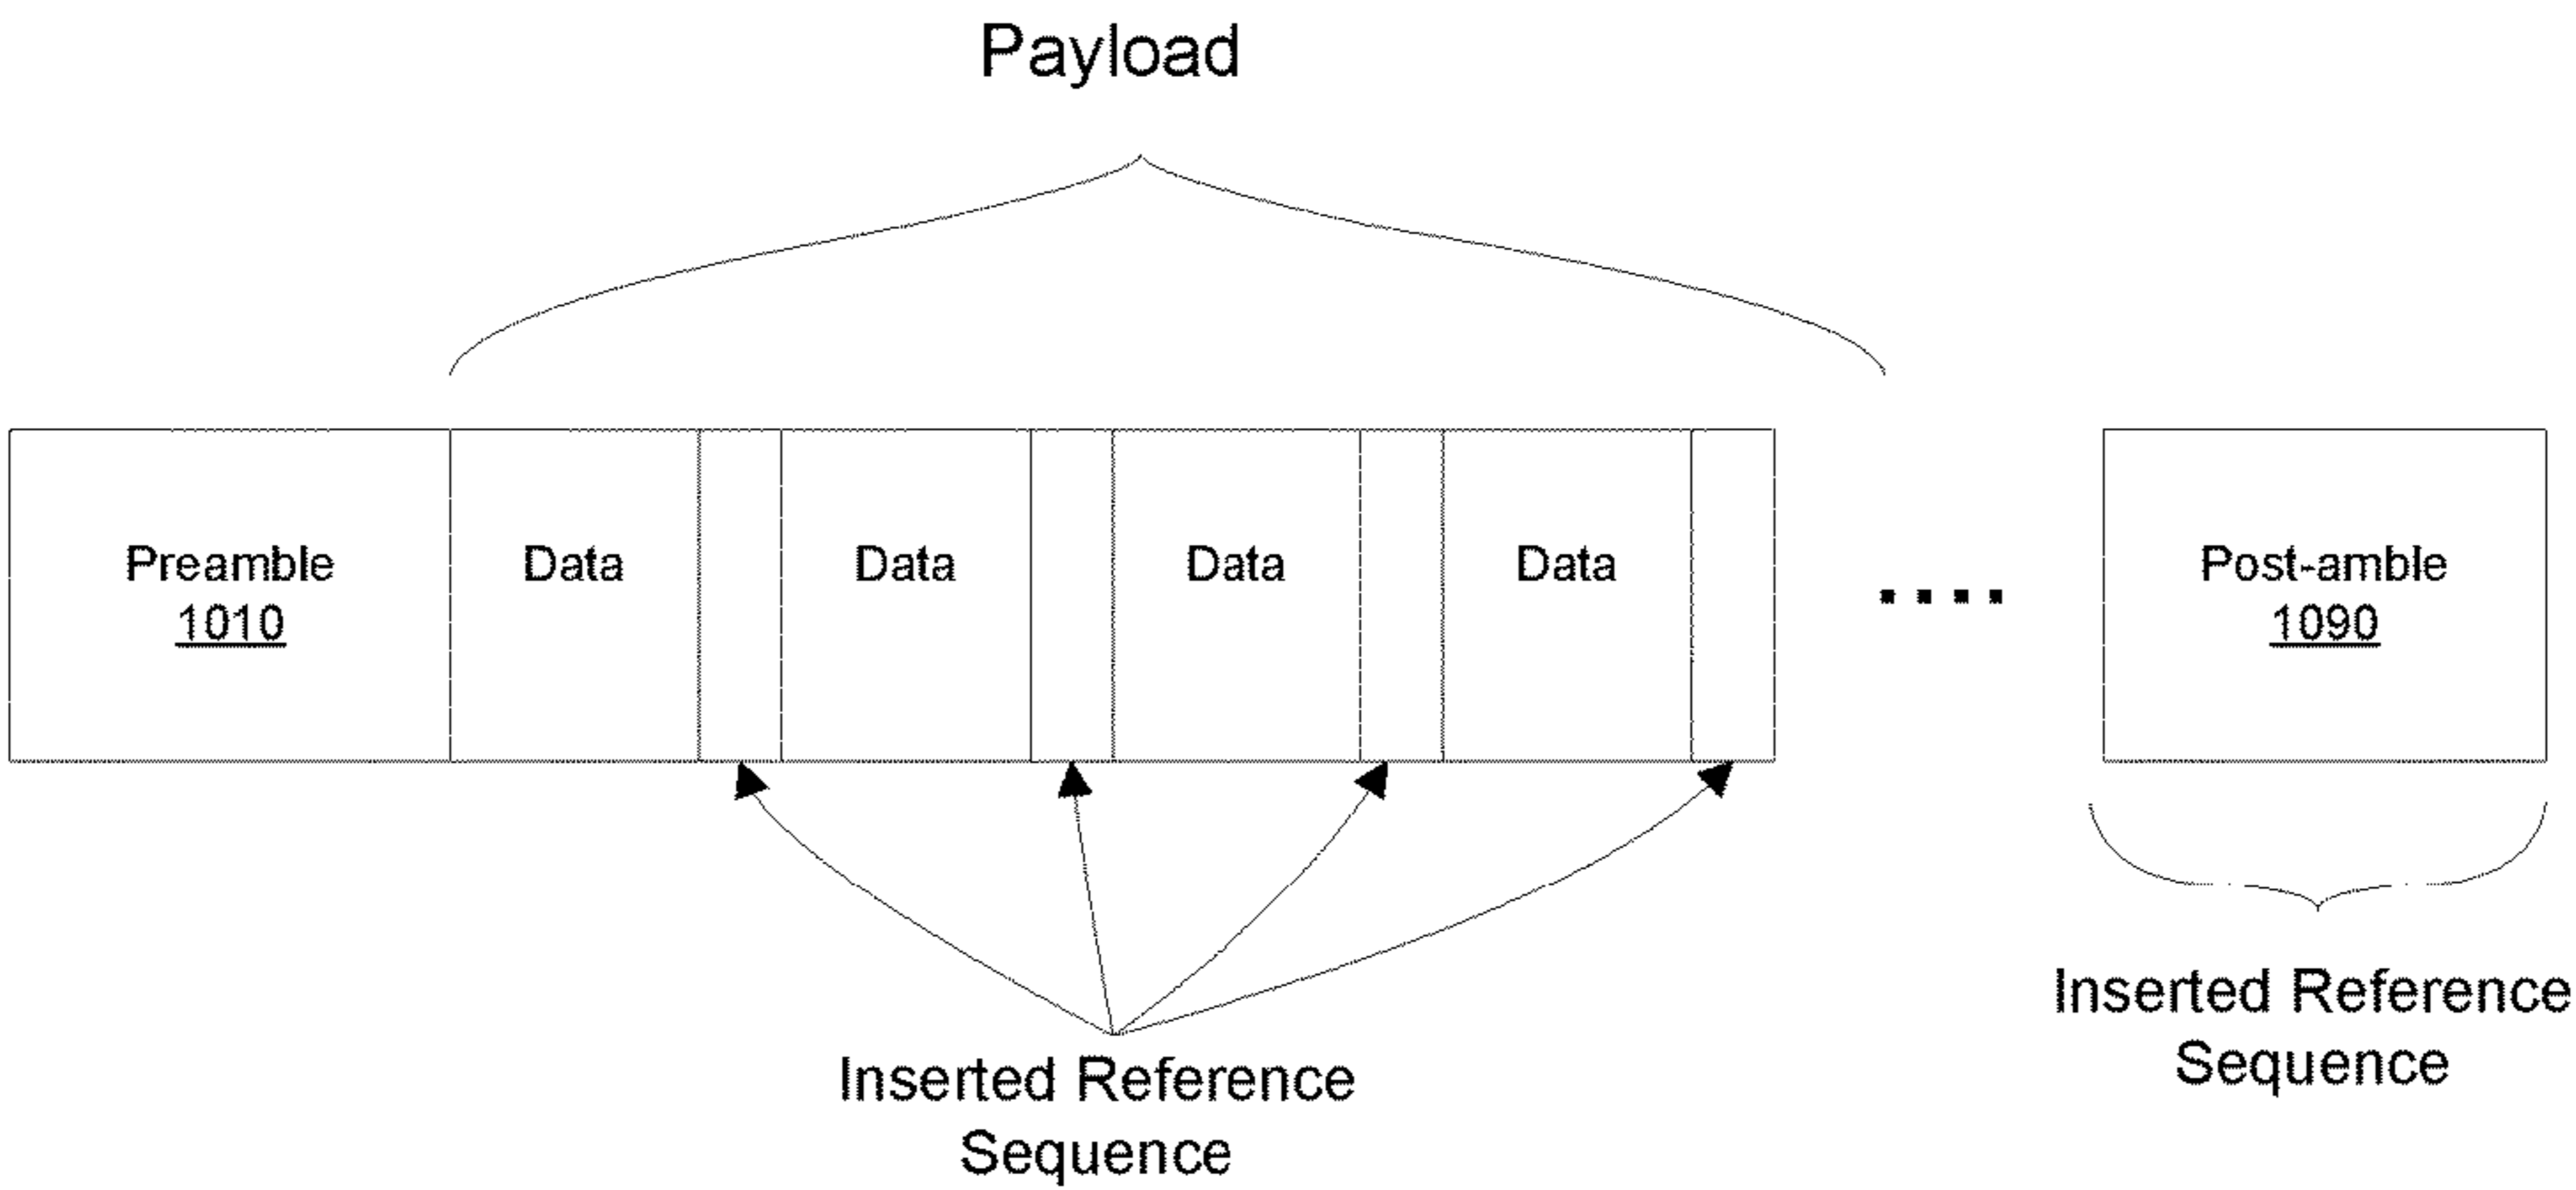 Payload
Preamble
1010
Data
Data
Data
Data
Post-amble
1090
Inserted Reference
Sequence
Inserted Reference
Sequence